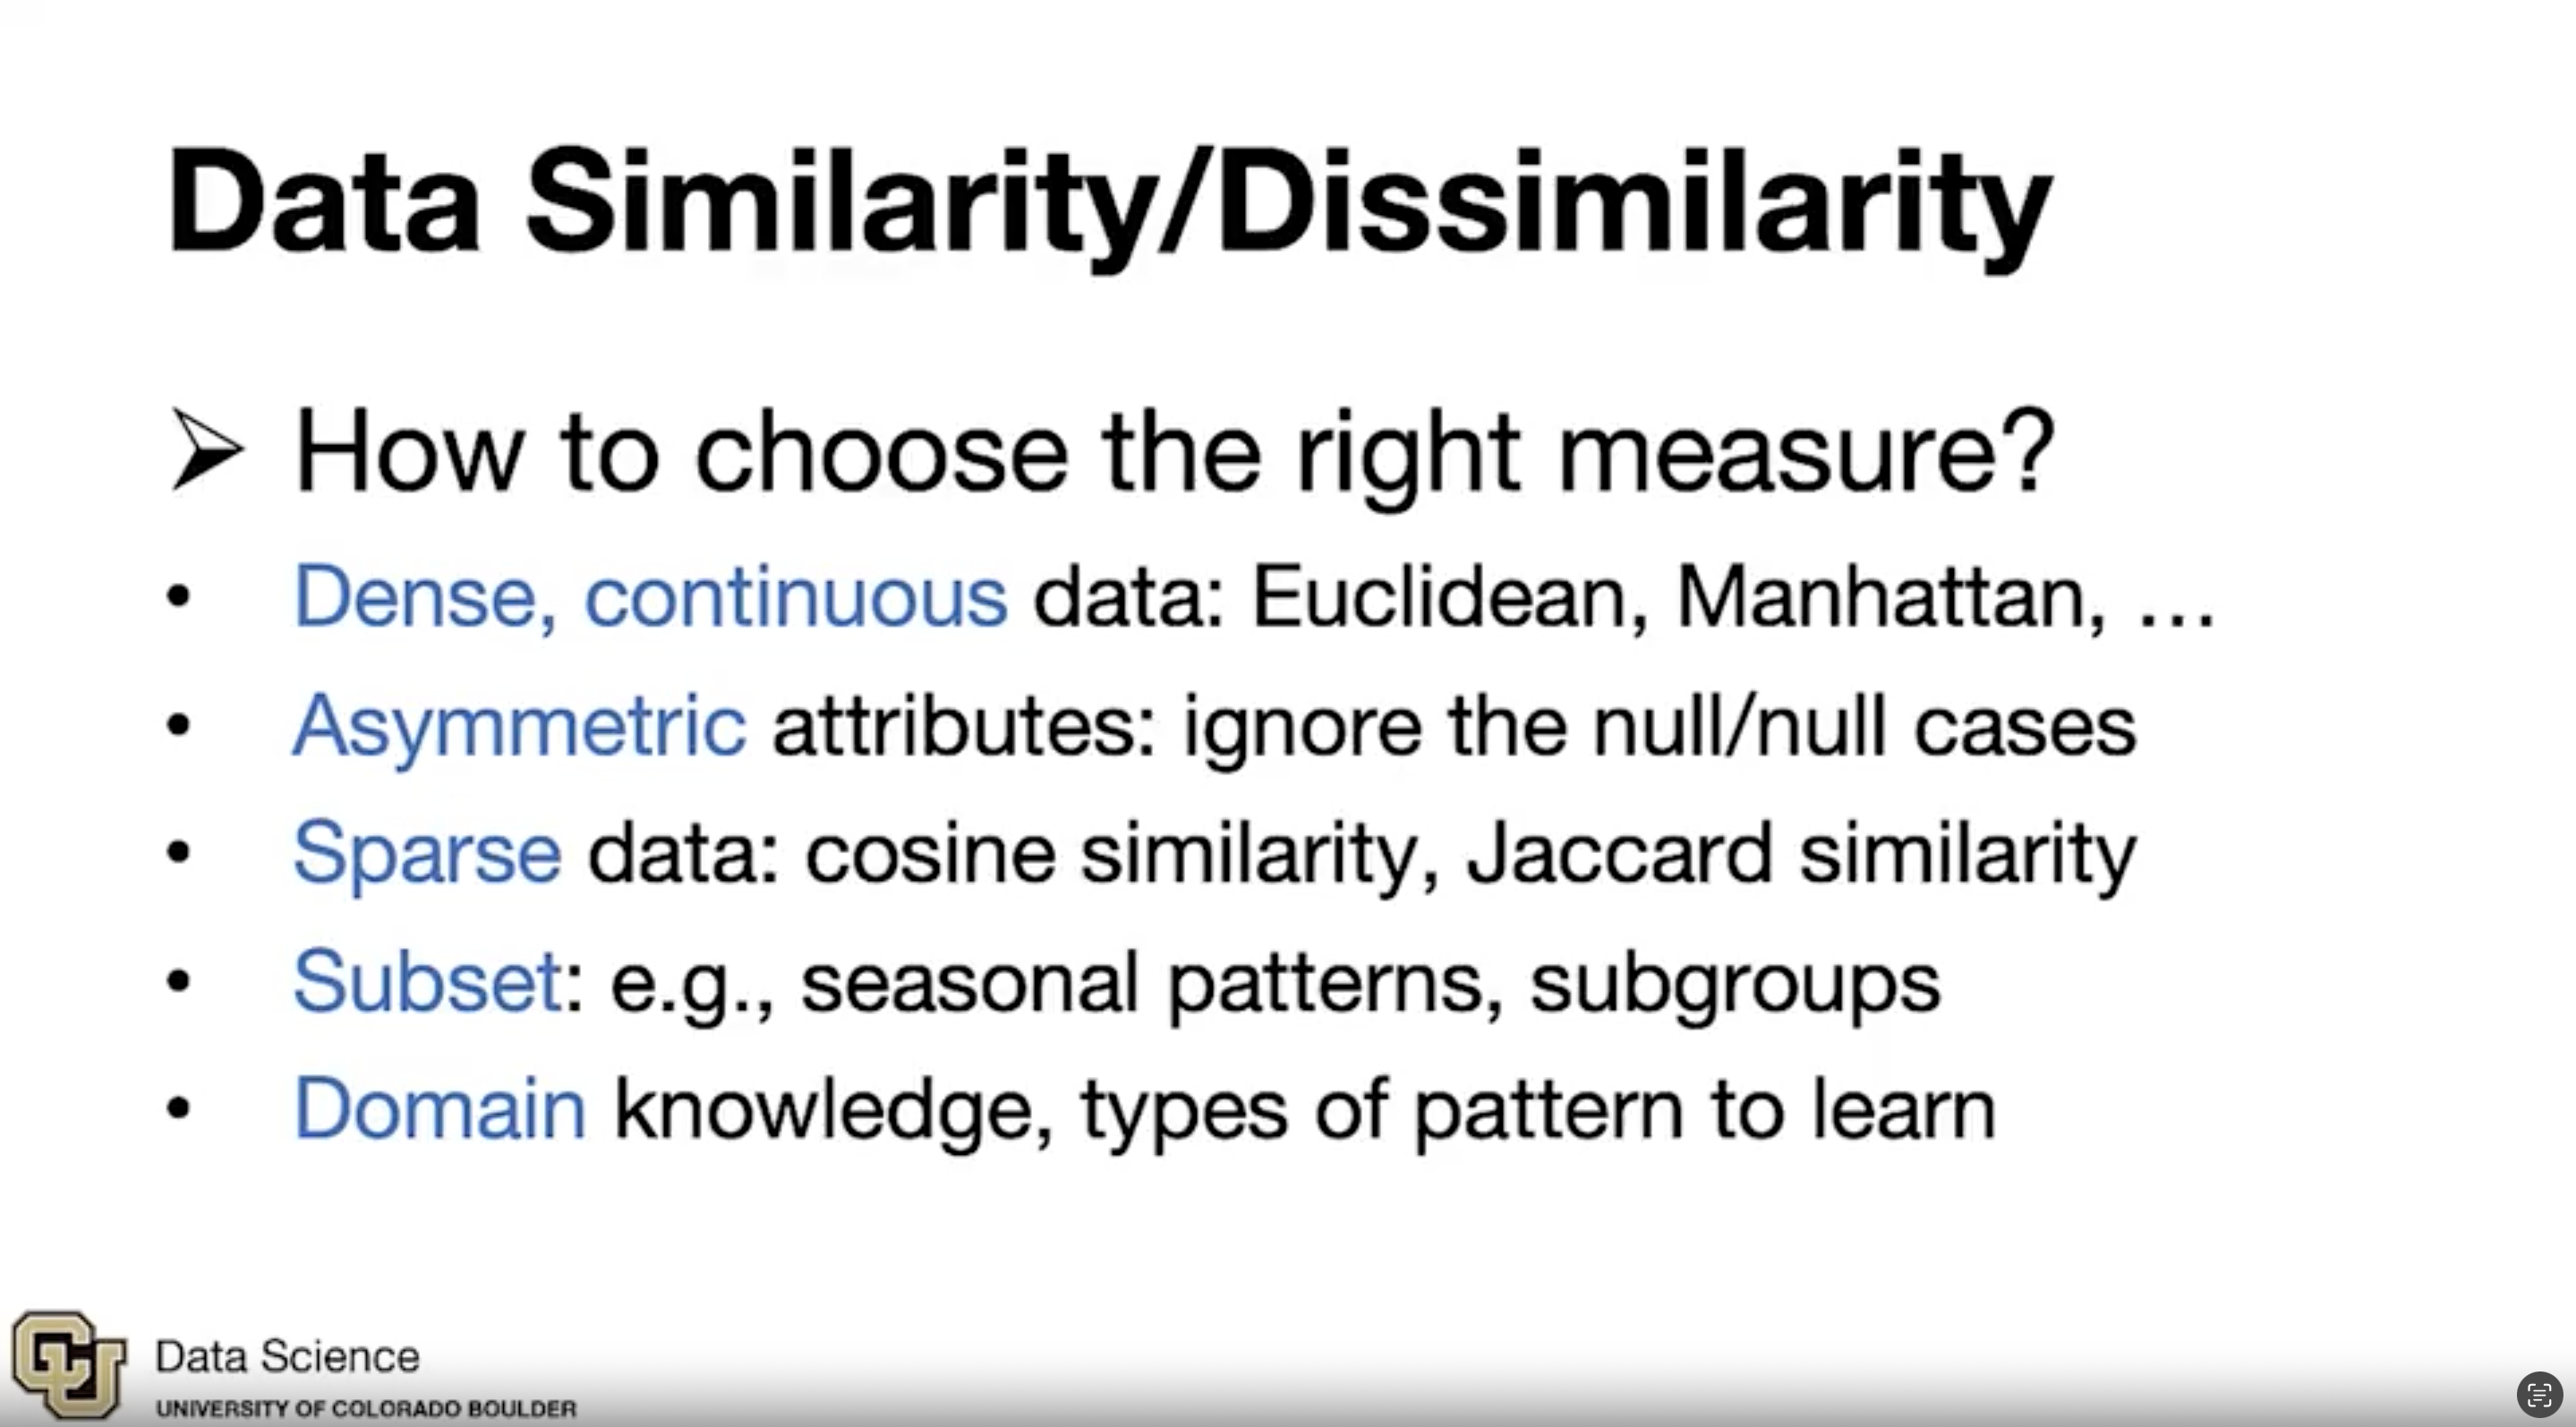 Data Similarity/Dissimilarity
➢ How to choose the right measure?
• Dense, continuous data: Euclidean, Manhattan, …
• Asymmetric attributes: ignore the null/null cases
• Sparse data: cosine similarity, Jaccard similarity
• Subset: e.g., seasonal patterns, subgroups
• Domain knowledge, types of pattern to learn
CU
Data Science
UNIVERSITY OF COLORADO BOULDER